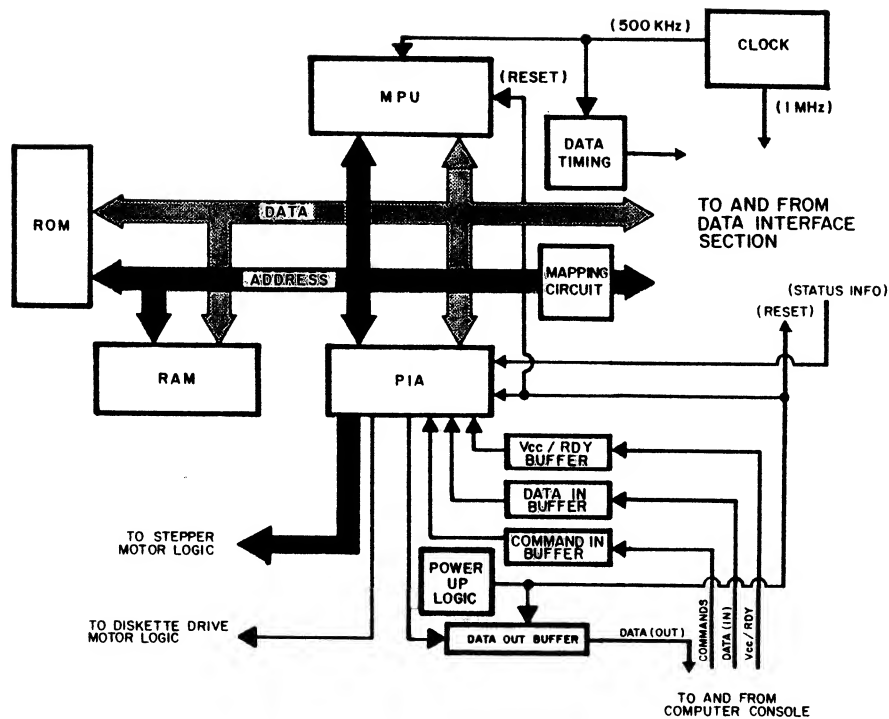 (500 KHz)
CLOCK
MPU
(RESET)
(1 MHz)
DATA
TIMING
ROM
DATA
TO AND FROM
DATA INTERFACE
SECTION
ADDRESS
MAPPING
CIRCUIT
(STATUS INFO)
(RESET)
RAM
PIA
Vcc / RDY
BUFFER
DATA IN
BUFFER
TO STEPPER
MOTOR LOGIC
COMMAND IN
BUFFER
POWER
UP
LOGIC
TO DISKETTE DRIVE
MOTOR LOGIC
DATA OUT BUFFER
DATA (OUT)
COMMANDS
DATA (IN)
Vcc / RDY
TO AND FROM
COMPUTER CONSOLE